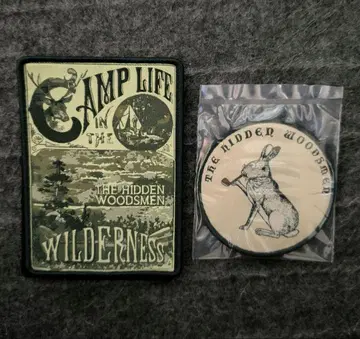 CAMP LIFE
IN
THE
THE HIDDEN
WOODSMEN
WILDERNESS
THE HIDDEN WOODSMEN